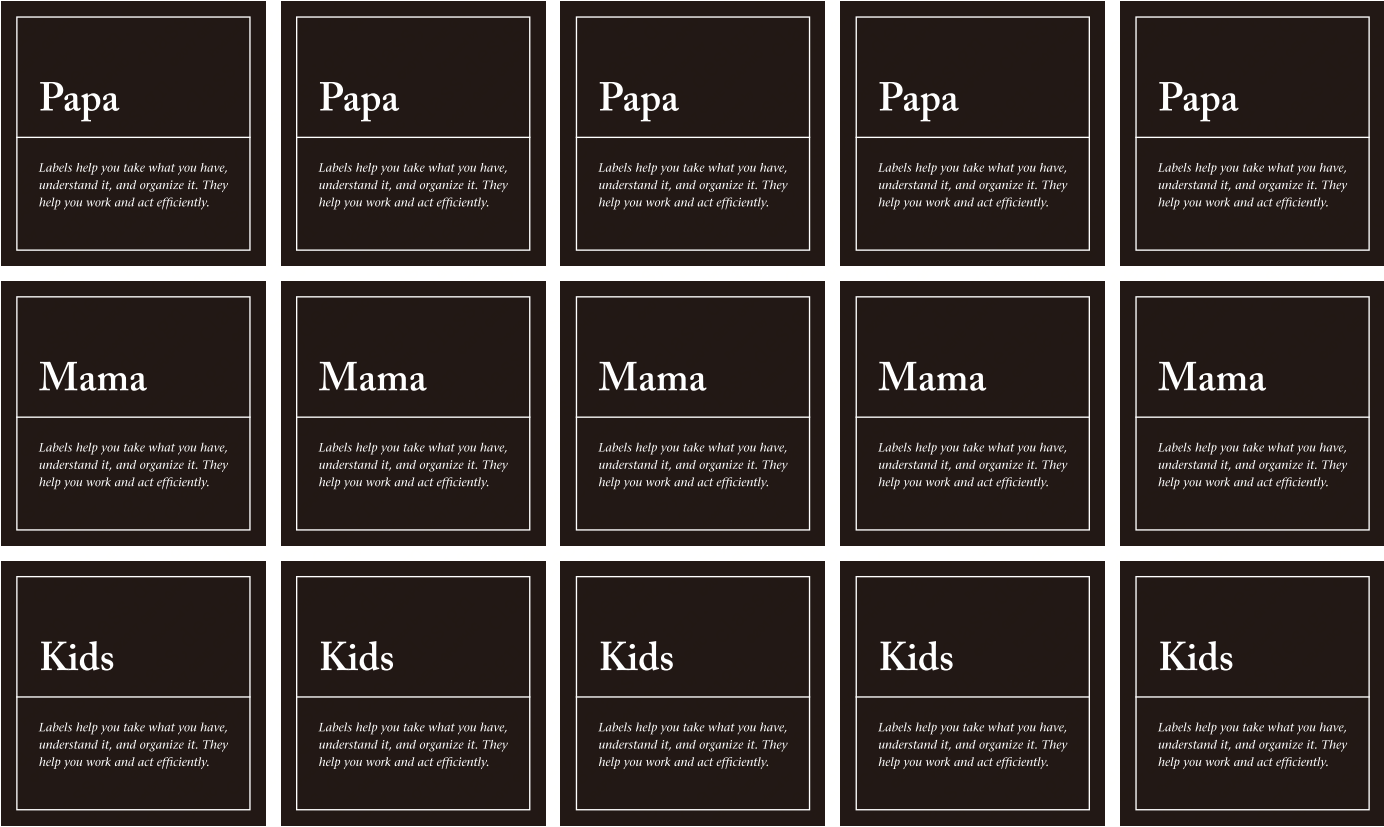 Papa
Labels help you take what you have,
understand it, and organize it. They
help you work and act efficiently.
Papa
Labels help you take what you have,
understand it, and organize it. They
help you work and act efficiently.
Papa
Labels help you take what you have,
understand it, and organize it. They
help you work and act efficiently.
Papa
Labels help you take what you have,
understand it, and organize it. They
help you work and act efficiently.
Papa
Labels help you take what you have,
understand it, and organize it. They
help you work and act efficiently.
Mama
Labels help you take what you have,
understand it, and organize it. They
help you work and act efficiently.
Mama
Labels help you take what you have,
understand it, and organize it. They
help you work and act efficiently.
Mama
Labels help you take what you have,
understand it, and organize it. They
help you work and act efficiently.
Mama
Labels help you take what you have,
understand it, and organize it. They
help you work and act efficiently.
Mama
Labels help you take what you have,
understand it, and organize it. They
help you work and act efficiently.
Kids
Labels help you take what you have,
understand it, and organize it. They
help you work and act efficiently.
Kids
Labels help you take what you have,
understand it, and organize it. They
help you work and act efficiently.
Kids
Labels help you take what you have,
understand it, and organize it. They
help you work and act efficiently.
Kids
Labels help you take what you have,
understand it, and organize it. They
help you work and act efficiently.
Kids
Labels help you take what you have,
understand it, and organize it. They
help you work and act efficiently.